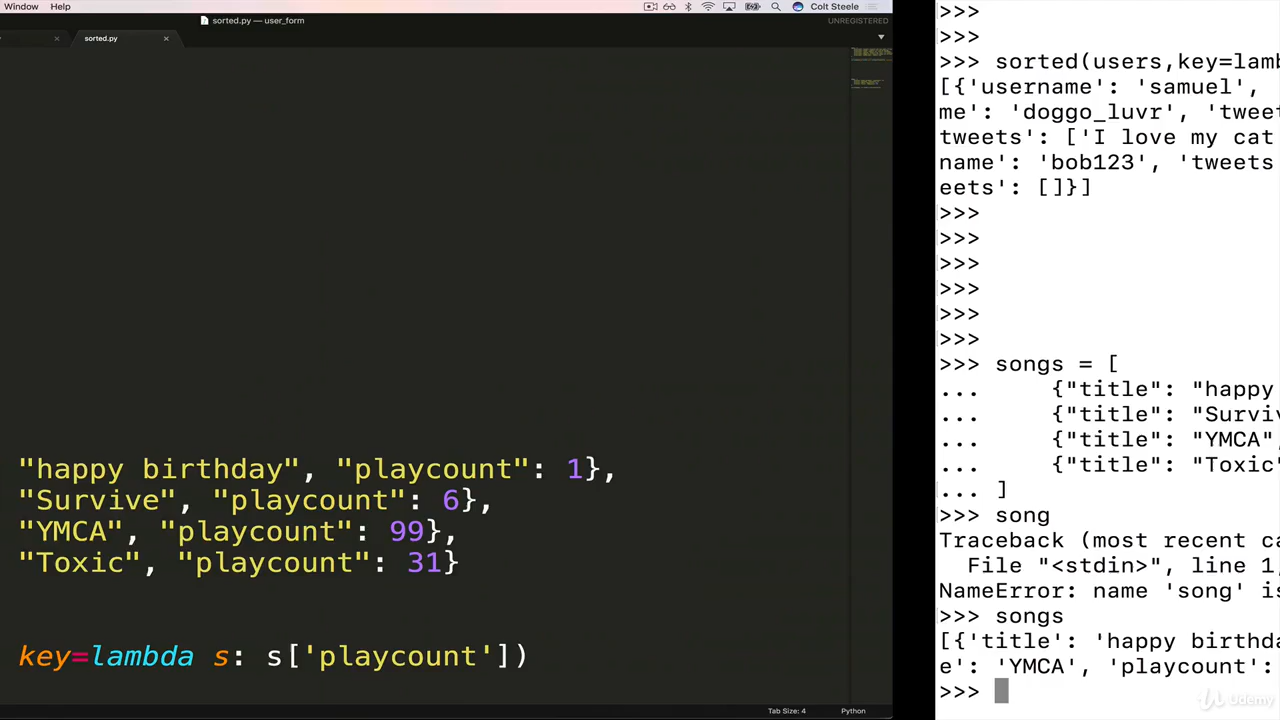 Window Help
Colt Steele
sorted.py — user_form
UNREGISTERED
sorted.py
"happy birthday", "playcount": 1},
"Survive", "playcount": 6},
"YMCA", "playcount": 99},
"Toxic", "playcount": 31}
key=lambda s: s['playcount'])
Tab Size: 4 Python
>>>
>>>
>>> sorted(users,key=lamb
[{'username': 'samuel',
me': 'doggo_luvr', 'twee
tweets': ['I love my cat
name': 'bob123', 'tweets
eets': []}]
>>>
>>>
>>>
>>>
>>>
>>>
>>> songs = [
... {"title": "happy
... {"title": "Surviv
... {"title": "YMCA",
... {"title": "Toxic"
... ]
>>> song
Traceback (most recent ca
File "<stdin>", line 1,
NameError: name 'song' is
>>> songs
[{'title': 'happy birthda
e': 'YMCA', 'playcount':
>>>
Udemy